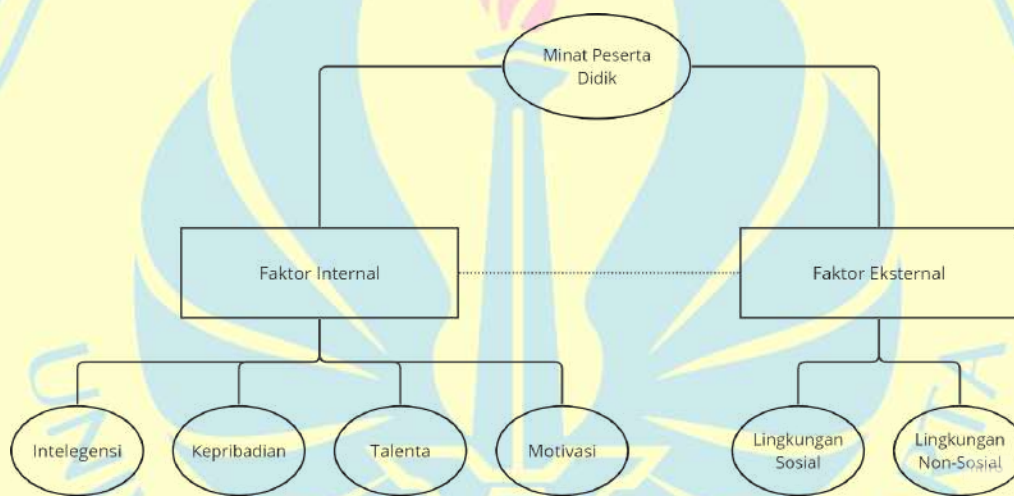 Minat Peserta
Didik
Faktor Internal
Faktor Eksternal
Intelegensi
Kepribadian
Talenta
Motivasi
Lingkungan
Sosial
Lingkungan
Non-Sosial